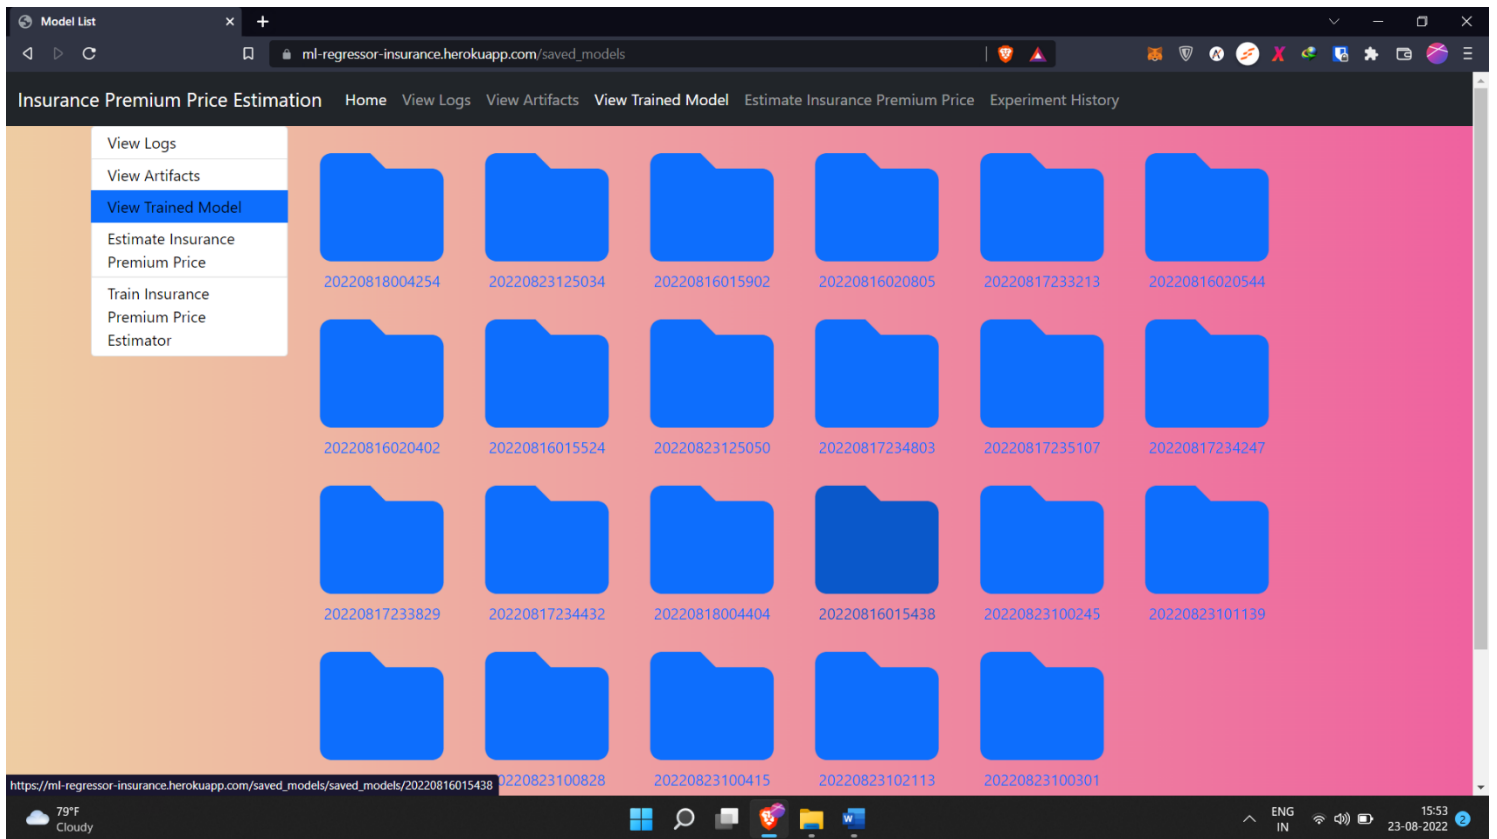 Model List
ml-regressor-insurance.herokuapp.com/saved_models
Insurance Premium Price Estimation Home View Logs View Artifacts View Trained Model Estimate Insurance Premium Price Experiment History
View Logs
View Artifacts
View Trained Model
Estimate Insurance
Premium Price
Train Insurance
Premium Price
Estimator
20220818004254 20220823125034 20220816015902 20220816020805 20220817233213 20220816020544
20220816020402 20220816015524 20220823125050 20220817234803 20220817235107 20220817234247
20220817233829 20220817234432 20220818004404 20220816015438 20220823100245 20220823101139
0220823100828 20220823100415 20220823102113 20220823100301
https://ml-regressor-insurance.herokuapp.com/saved_models/saved_models/20220816015438
79°F
Cloudy
W
ENG
IN
15:53
23-08-2022
2